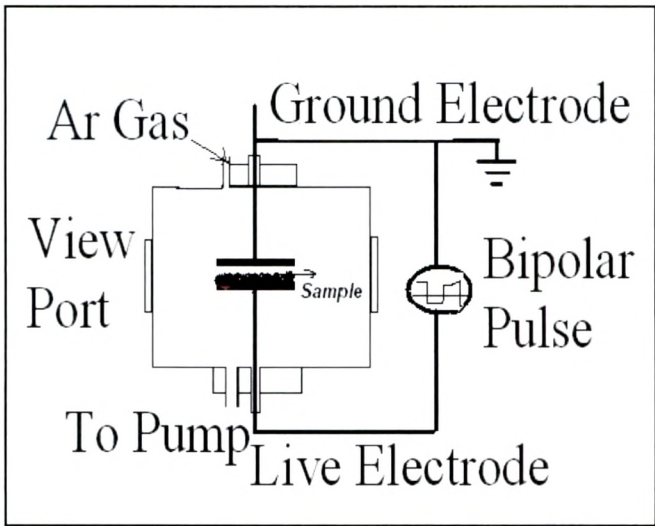 Ground Electrode
Ar Gas
View
Port
Sample
Bipolar
Pulse
To Pump
Live Electrode